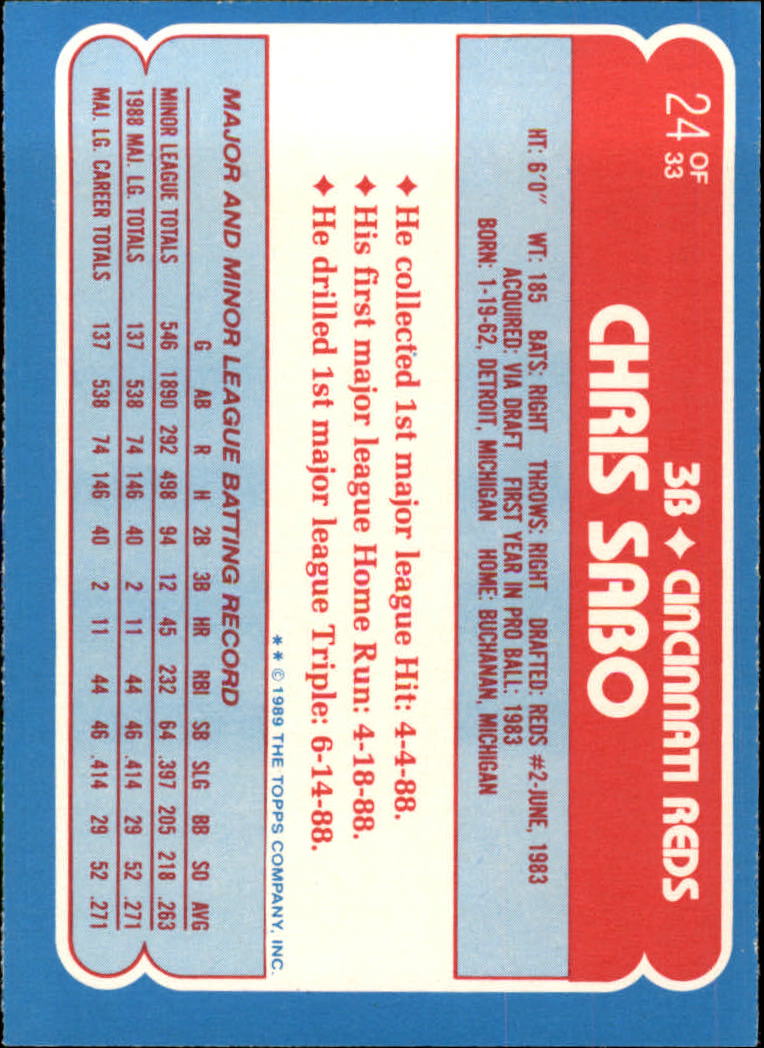 24 OF 33
3B ✦ CINCINNATI REDS
CHRIS SABO
HT: 6'0" WT: 185 BATS: RIGHT THROWS: RIGHT DRAFTED: REDS #2-JUNE, 1983
ACQUIRED: VIA DRAFT FIRST YEAR IN PRO BALL: 1983
BORN: 1-19-62, DETROIT, MICHIGAN HOME: BUCHANAN, MICHIGAN
✦ He collected 1st major league Hit: 4-4-88.
✦ His first major league Home Run: 4-18-88.
✦ He drilled 1st major league Triple: 6-14-88.
** © 1989 THE TOPPS COMPANY, INC.
MAJOR AND MINOR LEAGUE BATTING RECORD
G AB R H 2B 3B HR RBI SB SLG BB SO AVG
MINOR LEAGUE TOTALS 546 1890 292 498 94 12 45 232 64 .397 205 218 .263
1988 MAJ. LG. TOTALS 137 538 74 146 40 2 11 44 46 .414 29 52 .271
MAJ. LG. CAREER TOTALS 137 538 74 146 40 2 11 44 46 .414 29 52 .271